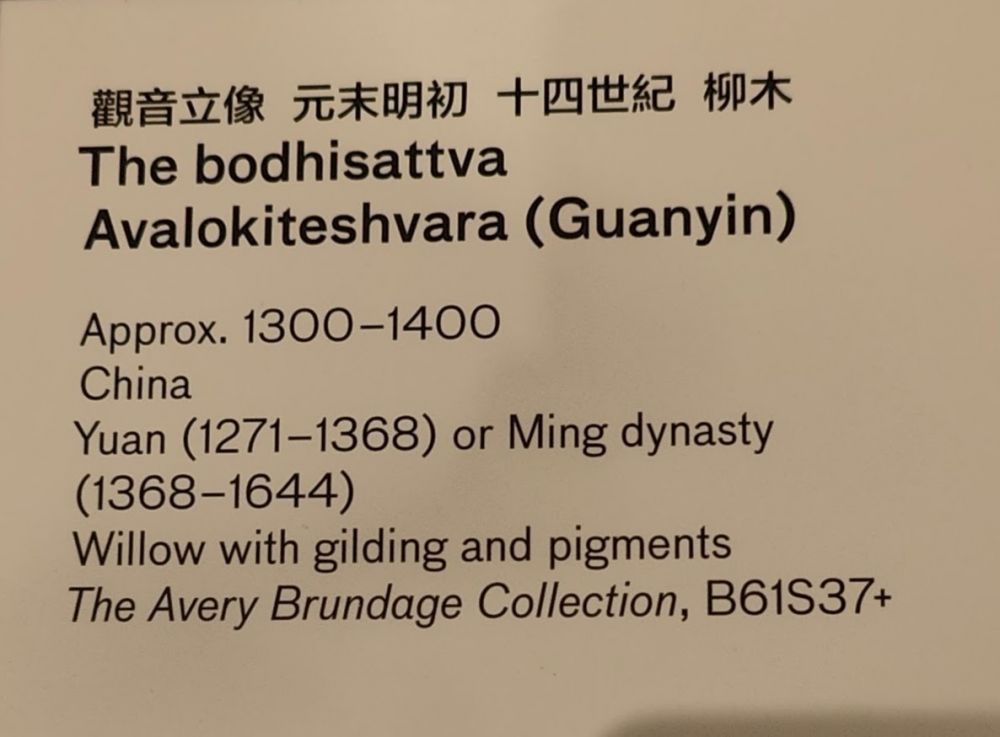 觀音立像 元末明初 十四世紀 柳木
The bodhisattva
Avalokiteshvara (Guanyin)
Approx. 1300–1400
China
Yuan (1271–1368) or Ming dynasty
(1368–1644)
Willow with gilding and pigments
The Avery Brundage Collection, B61S37+